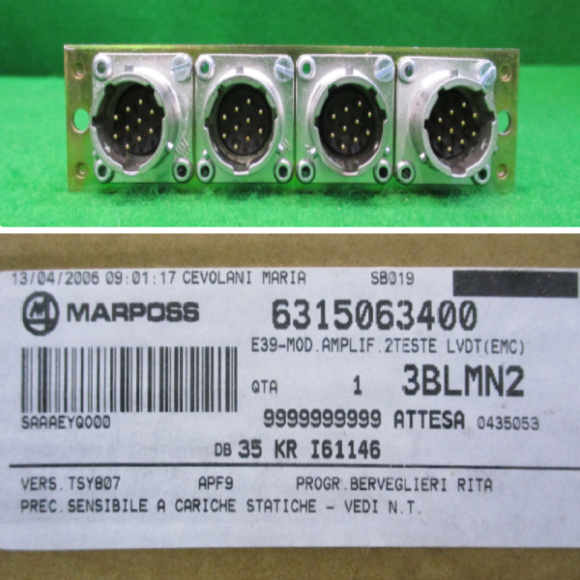 13/04/2006 09:01:17 CEVOLANI MARIA SB019
MARPOSS 6315063400
E39-MOD.AMPLIF.2TESTE LVDT(EMC)
QTA 1 3BLMN2
SAAAEYQ000
9999999999 ATTESA 0435053
DB 35 KR I61146
VERS.TSY807 APF9 PROGR.BERVEGLIERI RITA
PREC.SENSIBILE A CARICHE STATICHE - VEDI N.T.